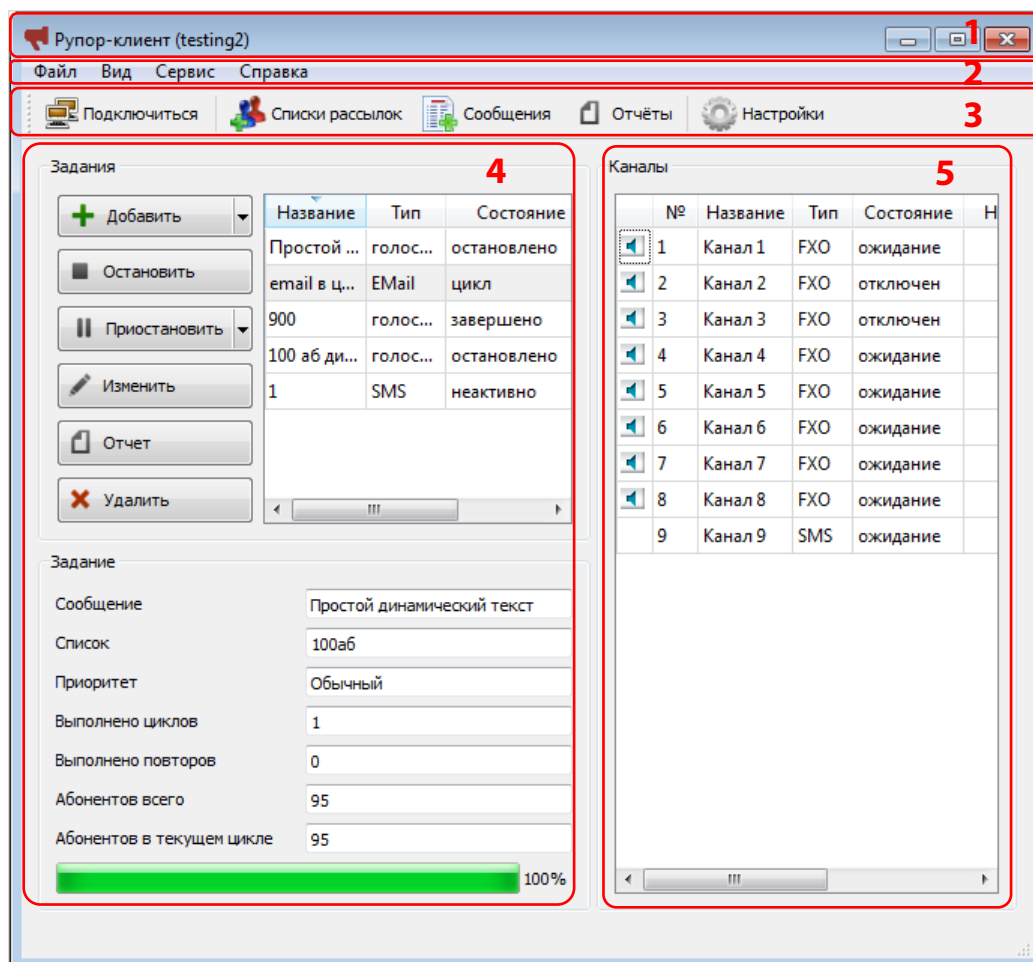 Рупор-клиент (testing2) 1
Файл Вид Сервис Справка 2
Подключиться Списки рассылок Сообщения Отчёты Настройки 3
Задания 4
Добавить
Остановить
Приостановить
Изменить
Отчет
Удалить
Название Тип Состояние
Простой ... голос... остановлено
email в ц... EMail цикл
900 голос... завершено
100 аб ди... голос... остановлено
1 SMS неактивно
Задание
Сообщение Простой динамический текст
Список 100аб
Приоритет Обычный
Выполнено циклов 1
Выполнено повторов 0
Абонентов всего 95
Абонентов в текущем цикле 95
100%
Каналы 5
№ Название Тип Состояние Н
1 Канал 1 FXO ожидание
2 Канал 2 FXO отключен
3 Канал 3 FXO отключен
4 Канал 4 FXO ожидание
5 Канал 5 FXO ожидание
6 Канал 6 FXO ожидание
7 Канал 7 FXO ожидание
8 Канал 8 FXO ожидание
9 Канал 9 SMS ожидание